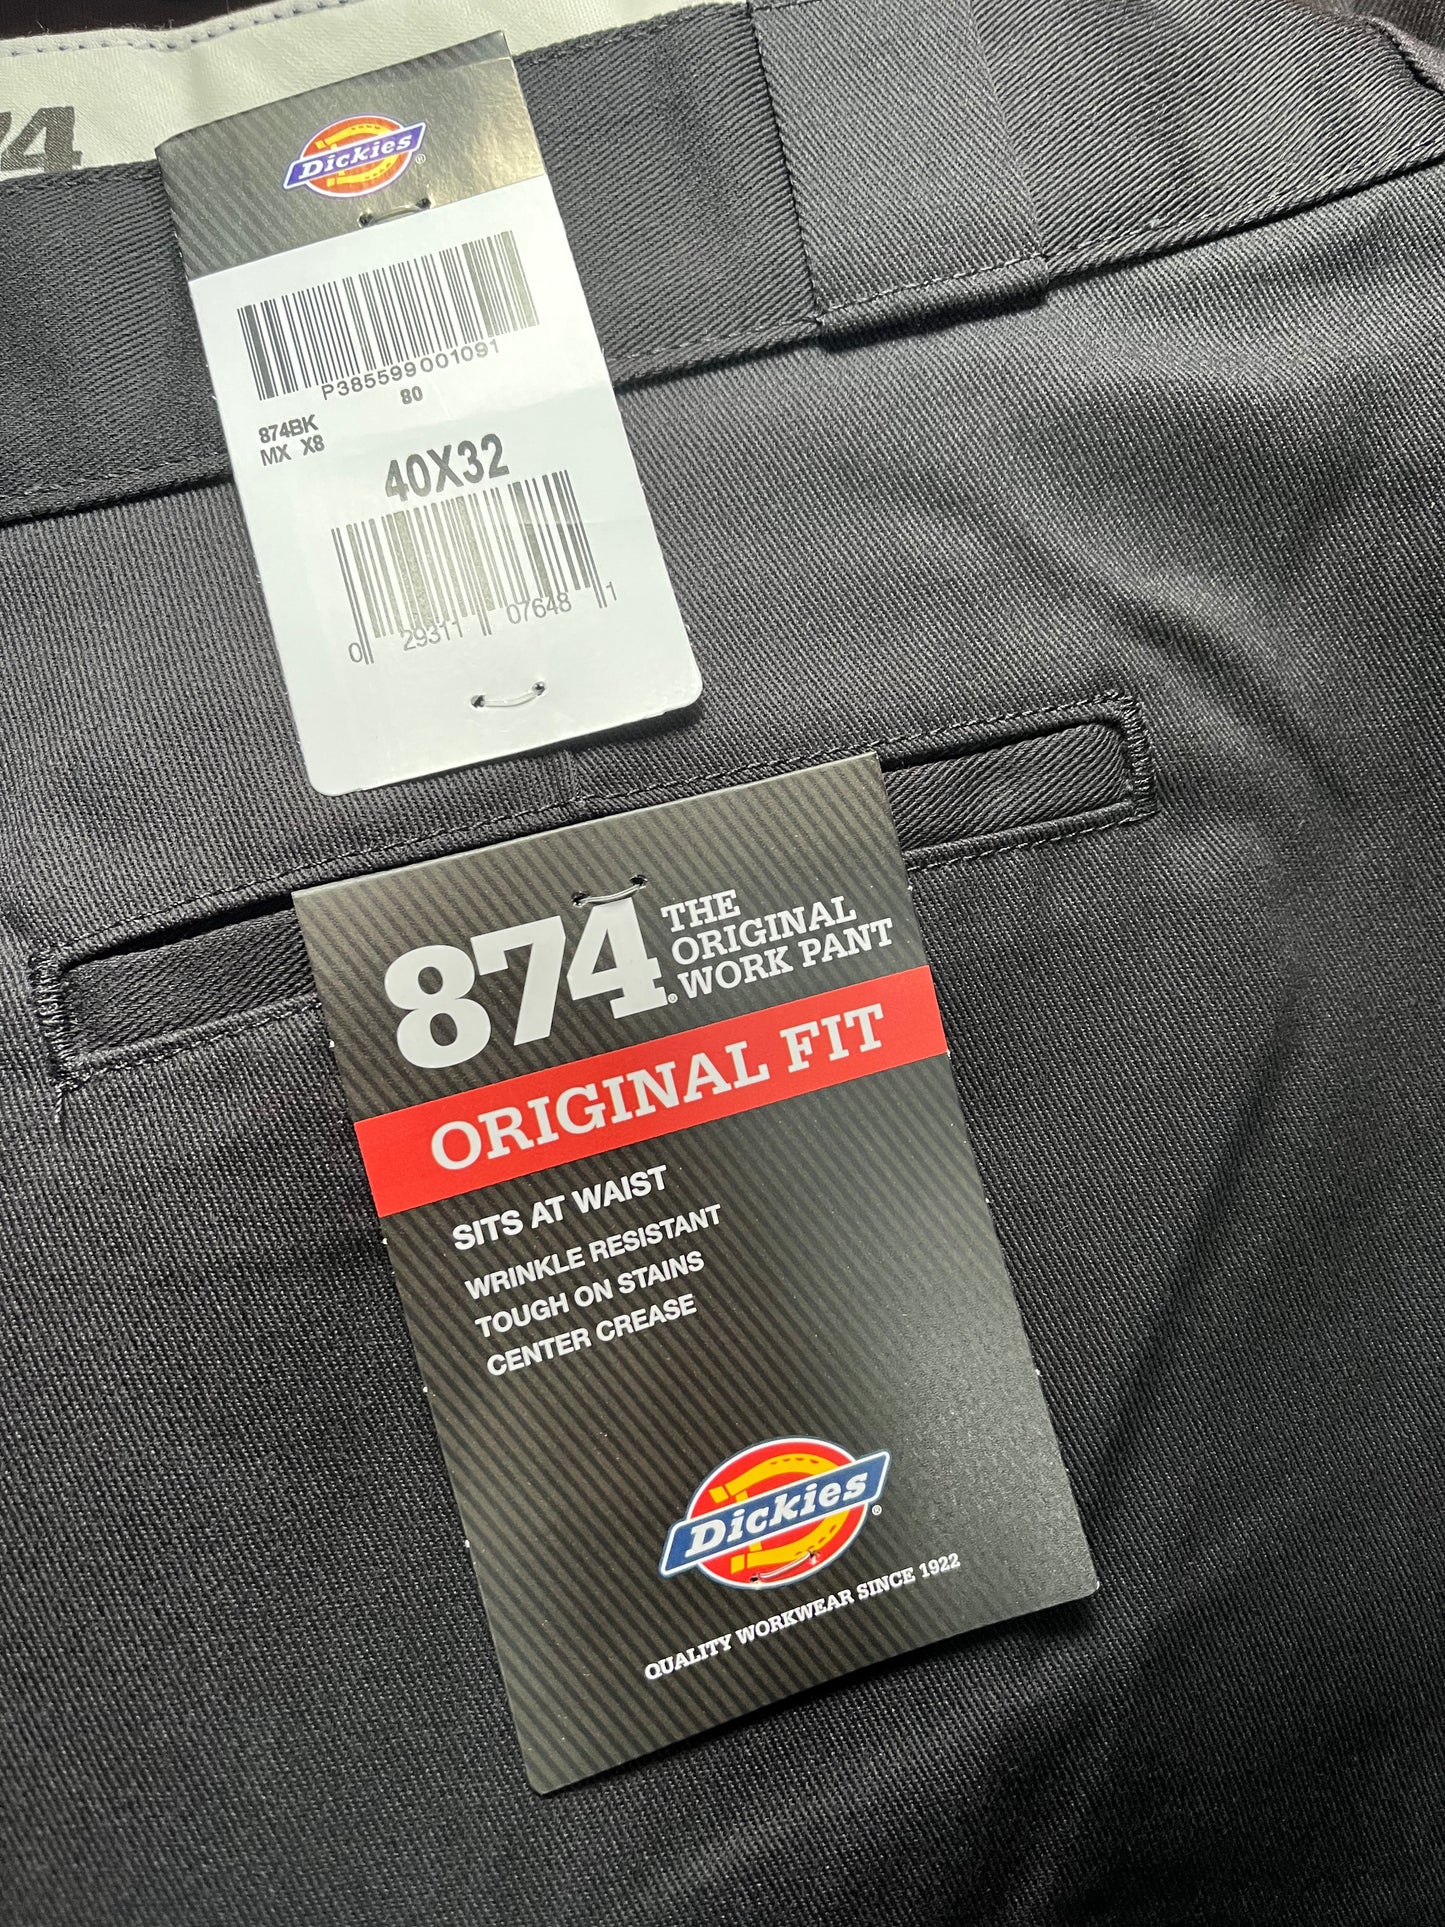 74
Dickies®
P385599001091
80
874BK
MX X8
40X32
0 29311 07648 1
874® THE ORIGINAL WORK PANT
ORIGINAL FIT
SITS AT WAIST
WRINKLE RESISTANT
TOUGH ON STAINS
CENTER CREASE
Dickies®
QUALITY WORKWEAR SINCE 1922